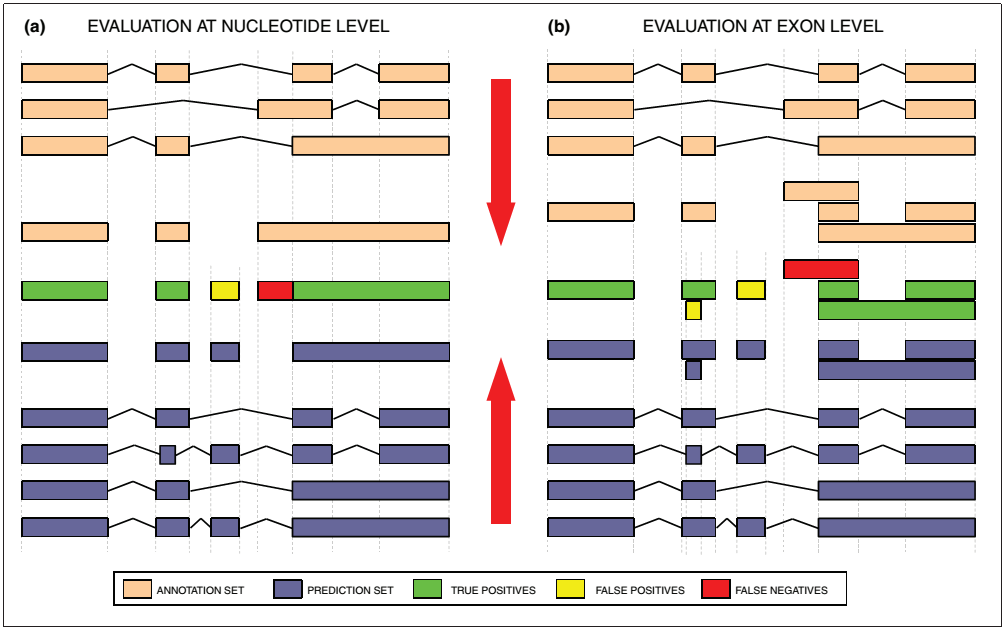 (a) EVALUATION AT NUCLEOTIDE LEVEL
(b) EVALUATION AT EXON LEVEL
ANNOTATION SET
PREDICTION SET
TRUE POSITIVES
FALSE POSITIVES
FALSE NEGATIVES